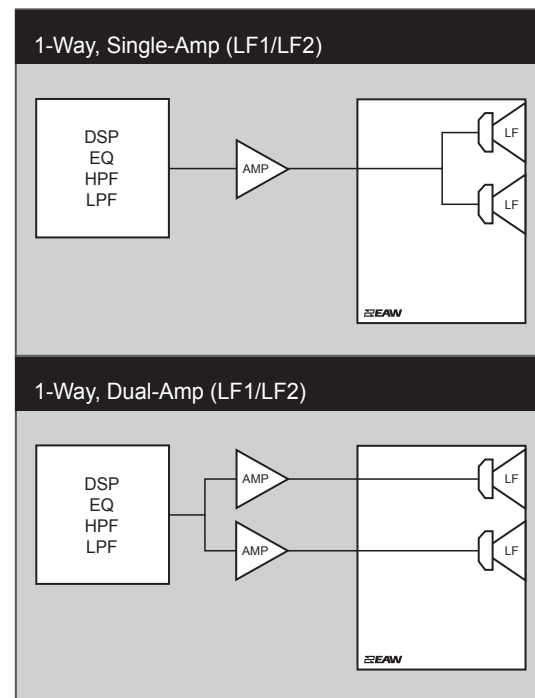 1-Way, Single-Amp (LF1/LF2)
DSP
EQ
HPF
LPF
AMP
LF
LF
EAW
1-Way, Dual-Amp (LF1/LF2)
DSP
EQ
HPF
LPF
AMP
AMP
LF
LF
EAW